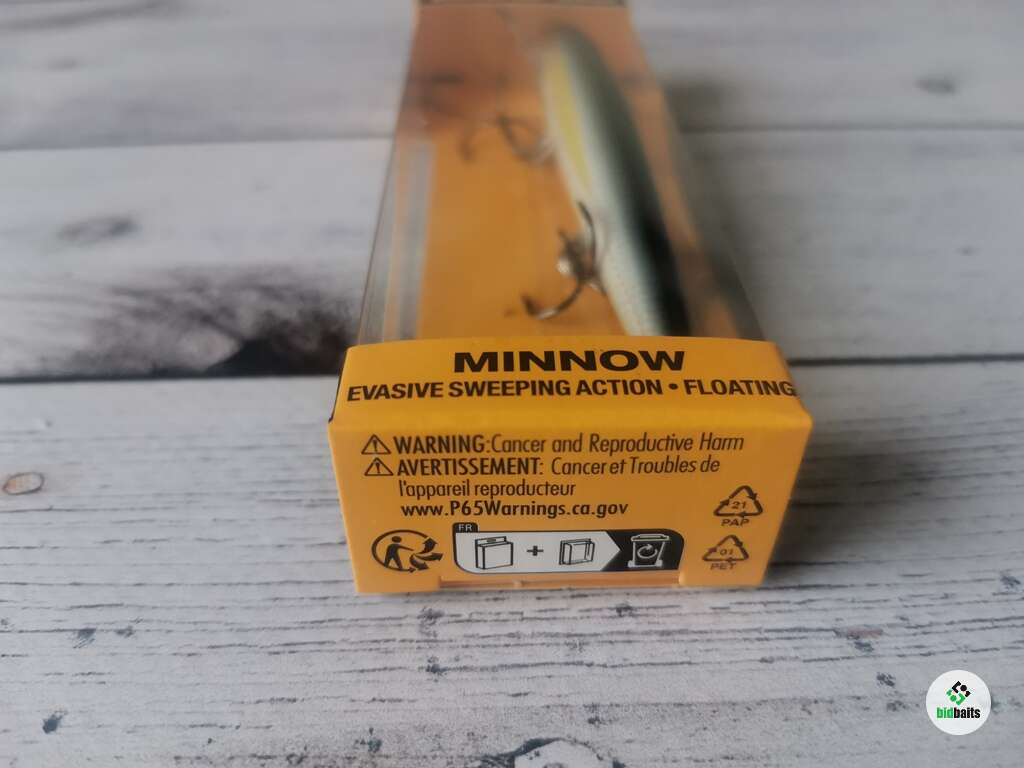 MINNOW
EVASIVE SWEEPING ACTION • FLOATING
WARNING: Cancer and Reproductive Harm
AVERTISSEMENT: Cancer et Troubles de
l'appareil reproducteur
www.P65Warnings.ca.gov
FR
+
21
PAP
01
PET
bidbaits